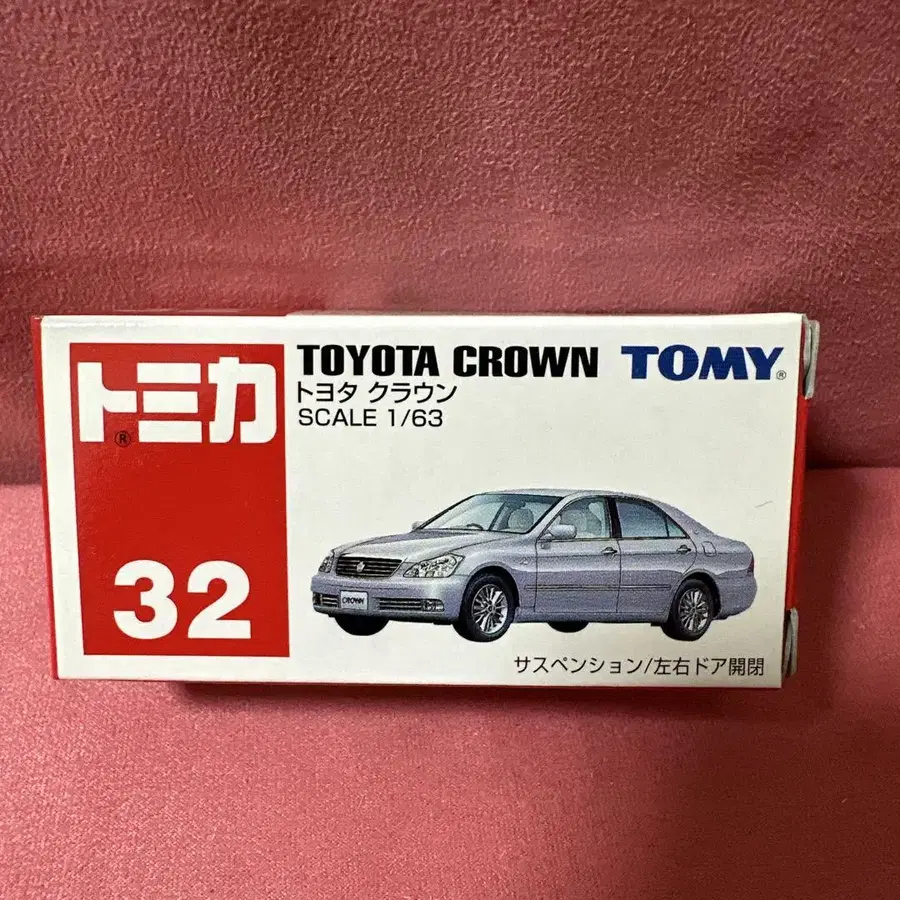 トミカ®
32
TOYOTA CROWN TOMY®
トヨタ クラウン
SCALE 1/63
CROWN
サスペンション/左右ドア開閉